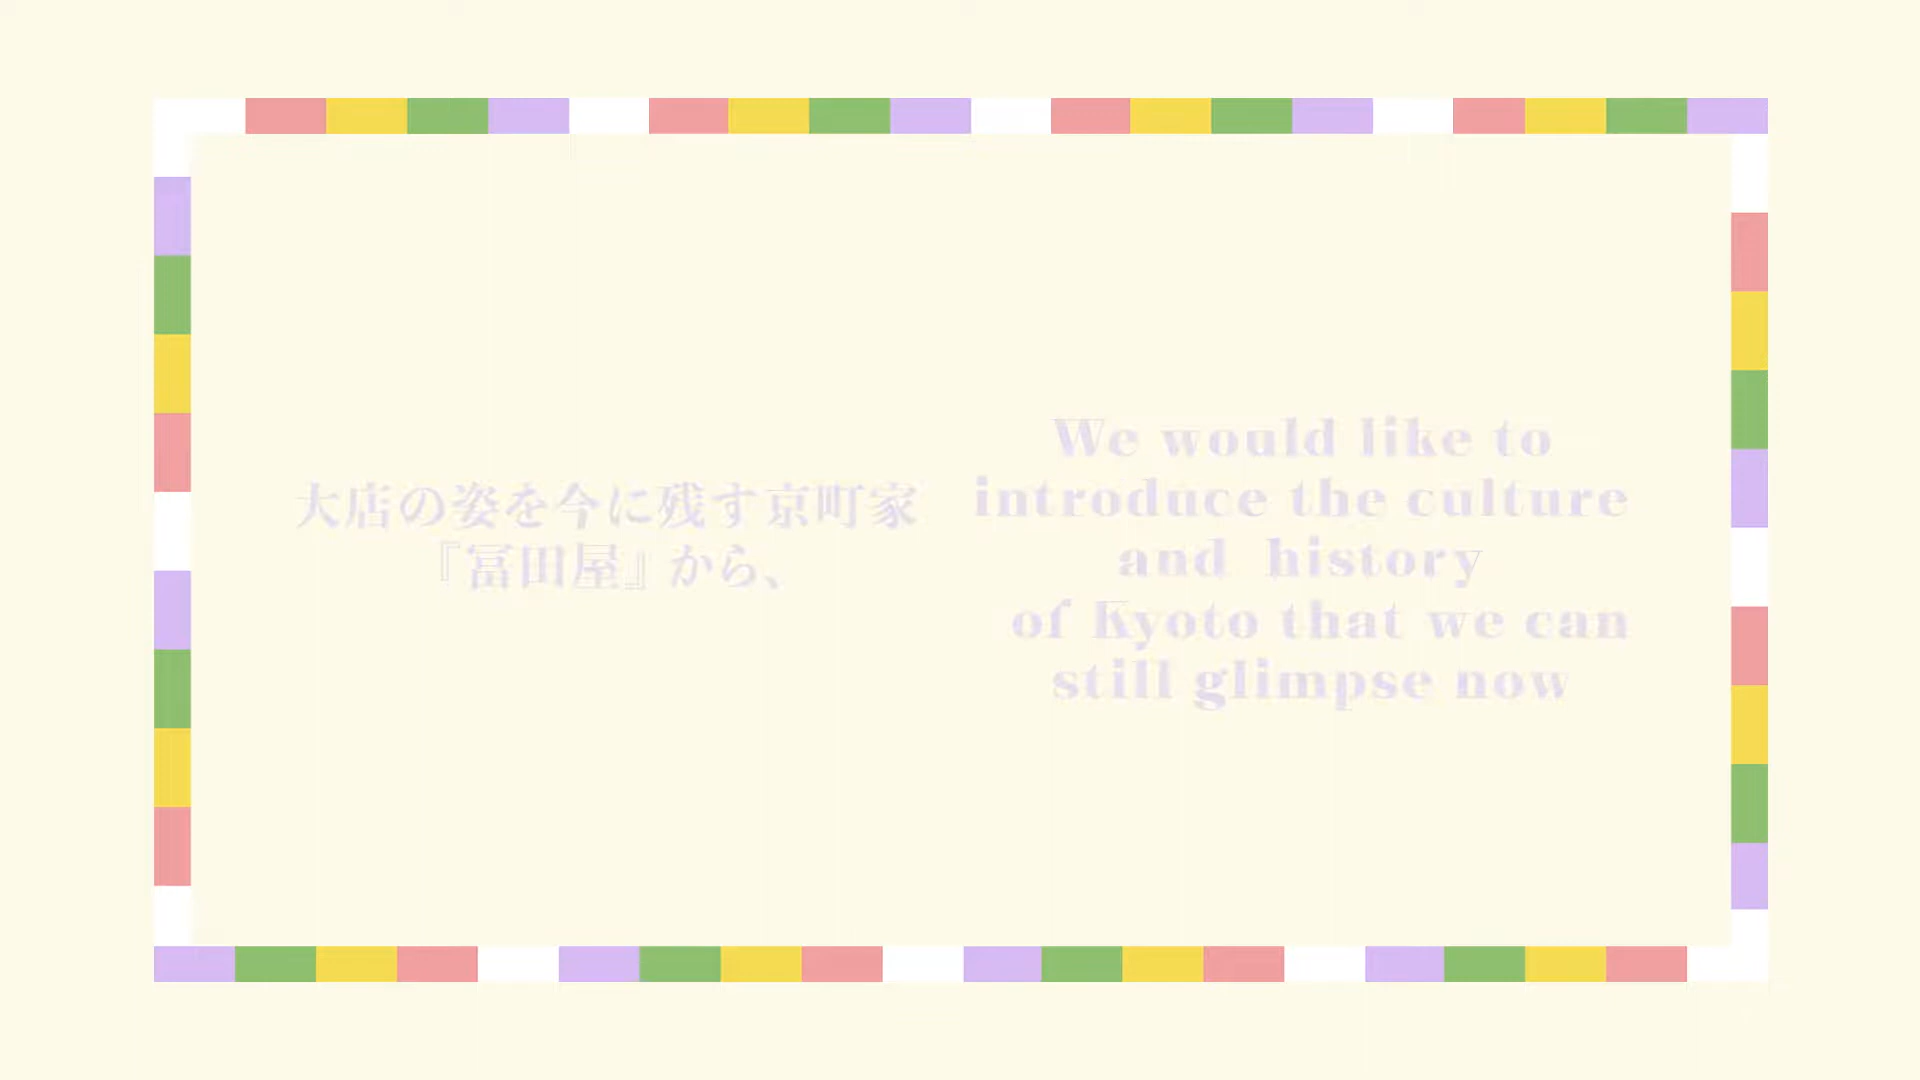 大店の姿を今に残す京町家
『冨田屋』から、
We would like to
introduce the culture
and history
of Kyoto that we can
still glimpse now